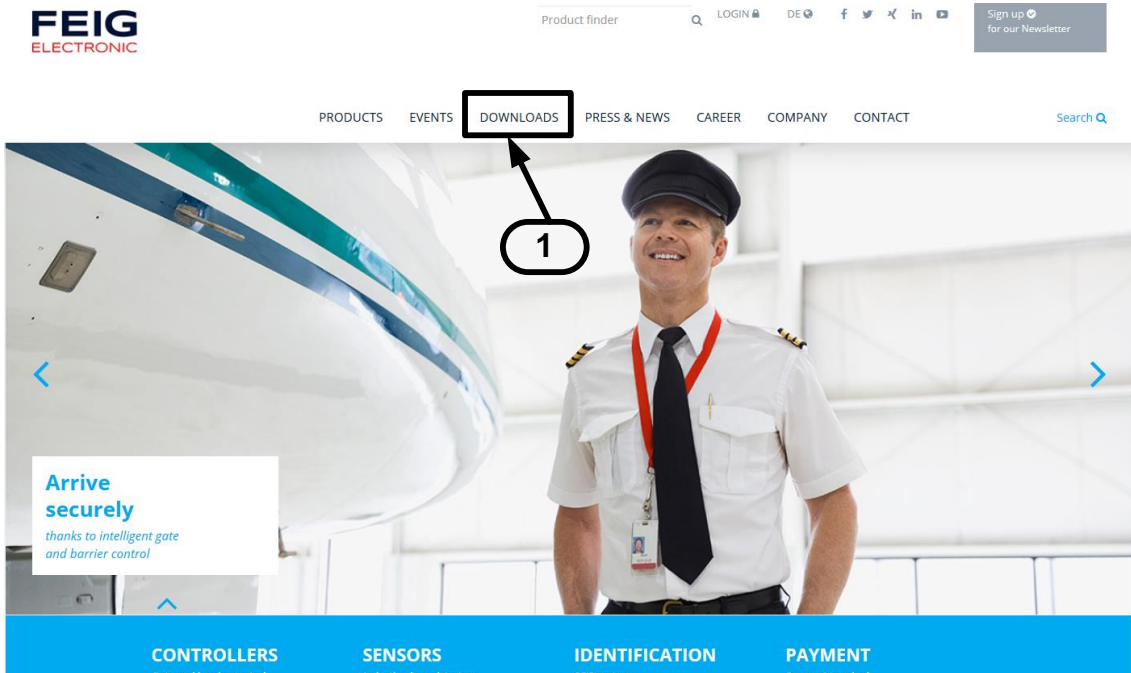 FEIG
ELECTRONIC
Product finder
LOGIN
DE
Sign up
for our Newsletter
PRODUCTS EVENTS DOWNLOADS PRESS & NEWS CAREER COMPANY CONTACT
Search
1
Arrive
securely
thanks to intelligent gate
and barrier control
CONTROLLERS SENSORS IDENTIFICATION PAYMENT